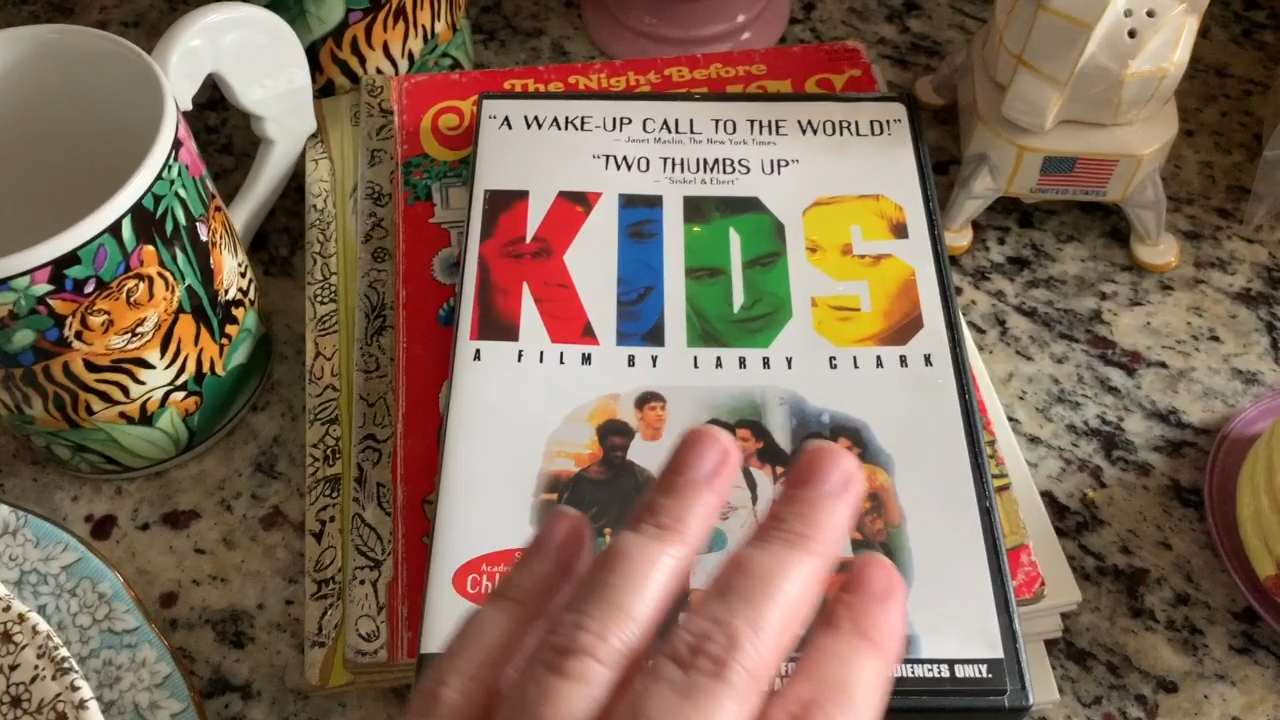 The Night Before
"A WAKE-UP CALL TO THE WORLD!"
— Janet Maslin, The New York Times
"TWO THUMBS UP"
— "Siskel & Ebert"
KIDS
A FILM BY LARRY CLARK
UNITED STATES
ONLY.